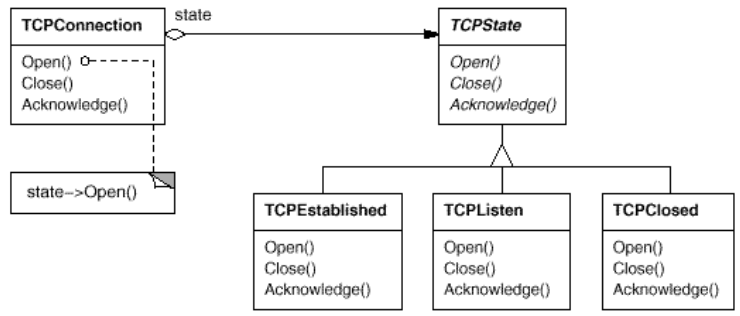 TCPConnection
Open()
Close()
Acknowledge()
state
TCPState
Open()
Close()
Acknowledge()
state->Open()
TCPEstablished
Open()
Close()
Acknowledge()
TCPListen
Open()
Close()
Acknowledge()
TCPClosed
Open()
Close()
Acknowledge()